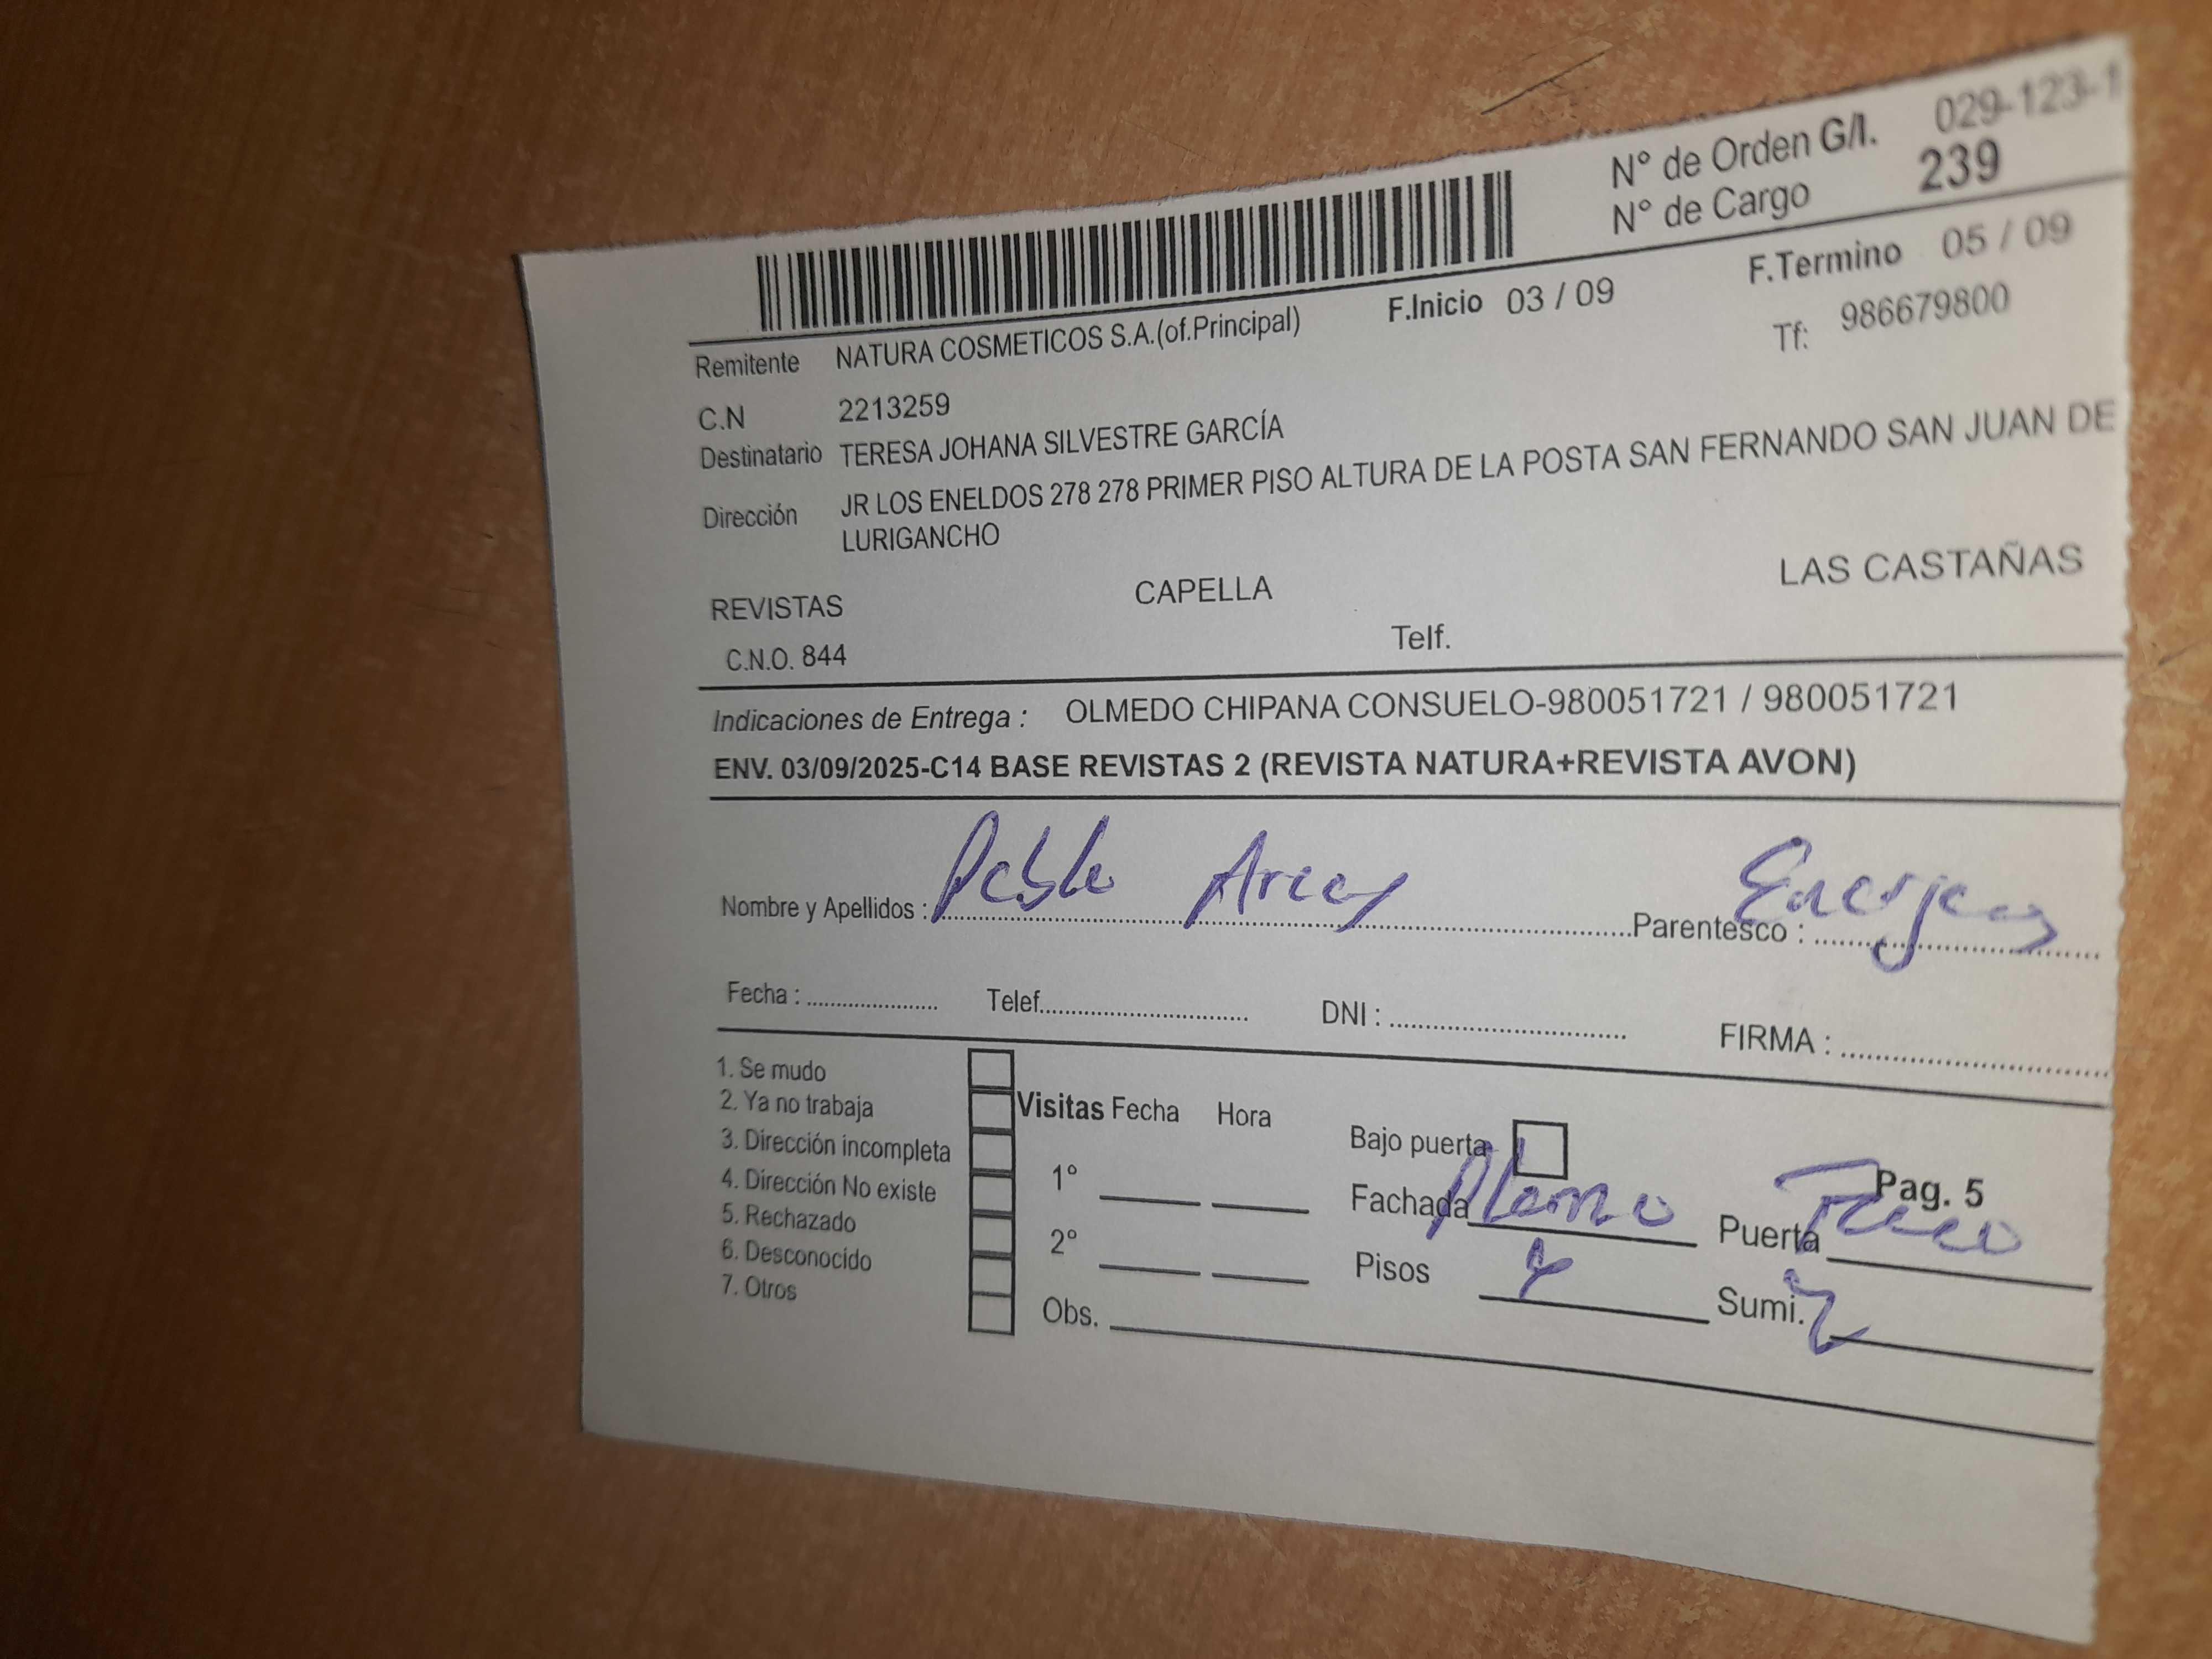 N° de Orden G/I. 029-123-1
N° de Cargo 239
F.Inicio 03 / 09 F.Termino 05 / 09
Remitente NATURA COSMETICOS S.A.(of.Principal) Tf: 986679800
C.N 2213259
Destinatario TERESA JOHANA SILVESTRE GARCÍA
Dirección JR LOS ENELDOS 278 278 PRIMER PISO ALTURA DE LA POSTA SAN FERNANDO SAN JUAN DE
LURIGANCHO
REVISTAS CAPELLA LAS CASTAÑAS
C.N.O. 844 Telf.
Indicaciones de Entrega : OLMEDO CHIPANA CONSUELO-980051721 / 980051721
ENV. 03/09/2025-C14 BASE REVISTAS 2 (REVISTA NATURA+REVISTA AVON)
Nombre y Apellidos : Pablo Parentesco :
Fecha : Telef. DNI : FIRMA :
1. Se mudo
2. Ya no trabaja
3. Dirección incompleta
4. Dirección No existe
5. Rechazado
6. Desconocido
7. Otros
Visitas Fecha Hora
1°
2°
Obs.
Bajo puerta
Fachada
Pisos
Pag. 5
Puerta
Sumi.